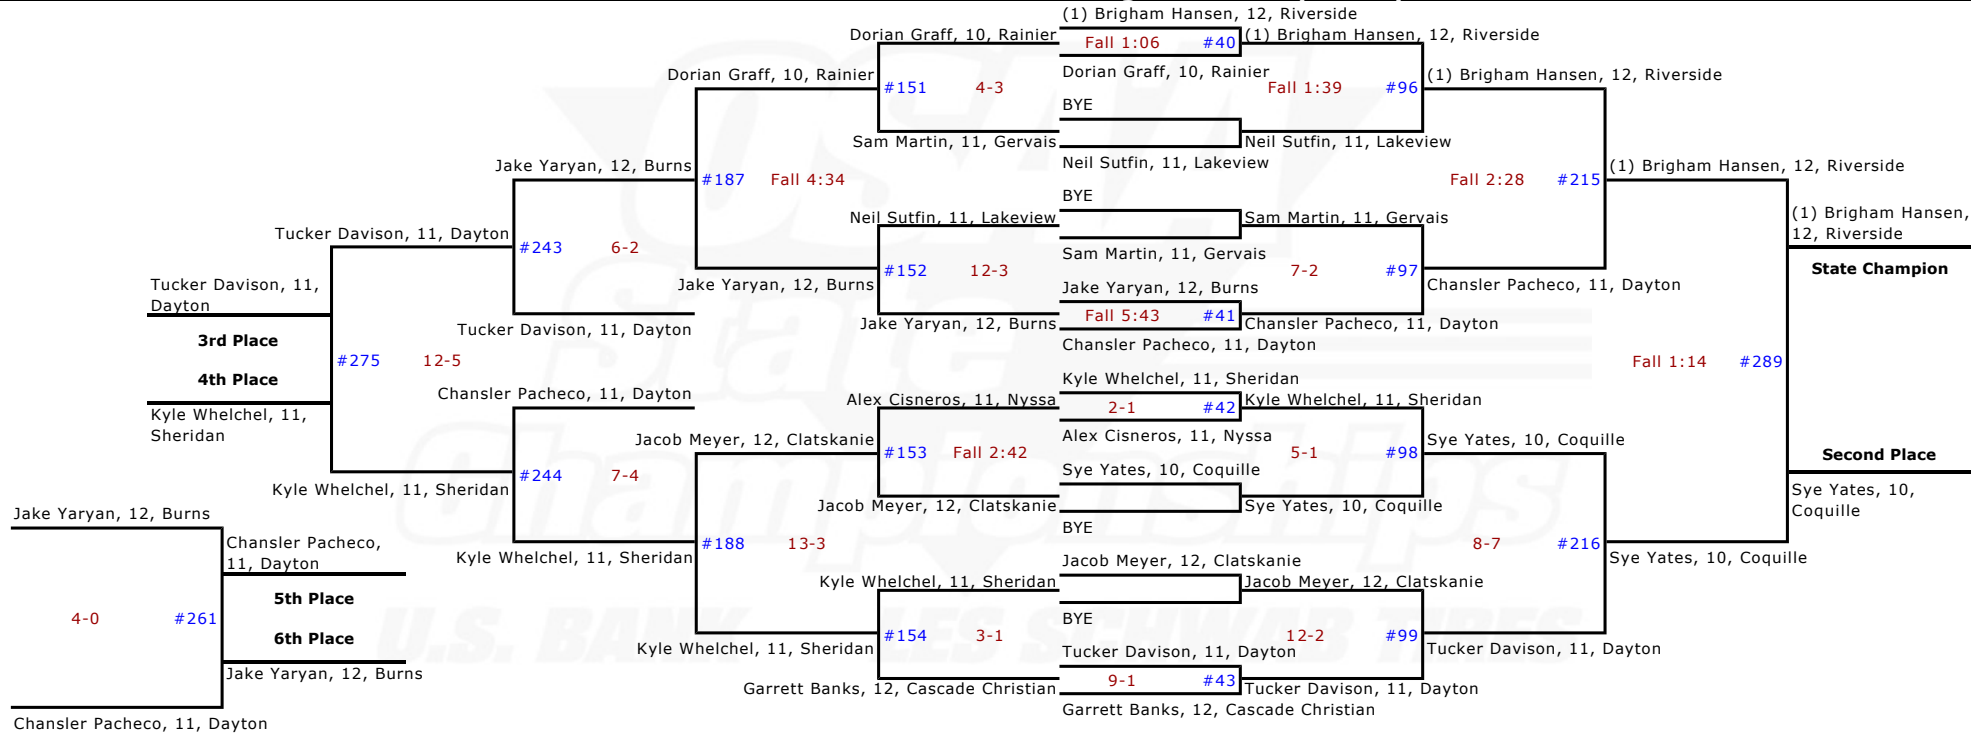 (1) Brigham Hansen, 12, Riverside
Dorian Graff, 10, Rainier
Fall 1:06 #40
(1) Brigham Hansen, 12, Riverside
Dorian Graff, 10, Rainier
Dorian Graff, 10, Rainier
(1) Brigham Hansen, 12, Riverside
#151 4-3
Fall 1:39 #96
BYE
Sam Martin, 11, Gervais
Neil Sutfin, 11, Lakeview
Neil Sutfin, 11, Lakeview
Jake Yaryan, 12, Burns
(1) Brigham Hansen, 12, Riverside
#187 Fall 4:34
Fall 2:28 #215
BYE
Neil Sutfin, 11, Lakeview
Sam Martin, 11, Gervais
(1) Brigham Hansen,
12, Riverside
Tucker Davison, 11, Dayton
#243 6-2
Sam Martin, 11, Gervais
State Champion
#152 12-3
7-2 #97
Tucker Davison, 11,
Dayton
Jake Yaryan, 12, Burns
Jake Yaryan, 12, Burns
Chansler Pacheco, 11, Dayton
Fall 5:43 #41
Tucker Davison, 11, Dayton
Jake Yaryan, 12, Burns
Chansler Pacheco, 11, Dayton
3rd Place
Chansler Pacheco, 11, Dayton
#275 12-5
Fall 1:14 #289
4th Place
Kyle Whelchel, 11, Sheridan
Chansler Pacheco, 11, Dayton
Alex Cisneros, 11, Nyssa
2-1 #42
Kyle Whelchel, 11, Sheridan
Kyle Whelchel, 11,
Sheridan
Jacob Meyer, 12, Clatskanie
Alex Cisneros, 11, Nyssa
Sye Yates, 10, Coquille
#153 Fall 2:42
5-1 #98
Second Place
#244 7-4
Sye Yates, 10, Coquille
Kyle Whelchel, 11, Sheridan
Sye Yates, 10,
Coquille
Jacob Meyer, 12, Clatskanie
Sye Yates, 10, Coquille
Jake Yaryan, 12, Burns
BYE
Chansler Pacheco,
11, Dayton
#188 13-3
8-7 #216
Kyle Whelchel, 11, Sheridan
Jacob Meyer, 12, Clatskanie
Sye Yates, 10, Coquille
Kyle Whelchel, 11, Sheridan
Jacob Meyer, 12, Clatskanie
5th Place
4-0 #261
BYE
6th Place
#154 3-1
12-2 #99
Kyle Whelchel, 11, Sheridan
Tucker Davison, 11, Dayton
Tucker Davison, 11, Dayton
Jake Yaryan, 12, Burns
Garrett Banks, 12, Cascade Christian
9-1 #43
Tucker Davison, 11, Dayton
Garrett Banks, 12, Cascade Christian
Chansler Pacheco, 11, Dayton
OSAA
State
Championships
U.S. BANK LES SCHWAB TIRES